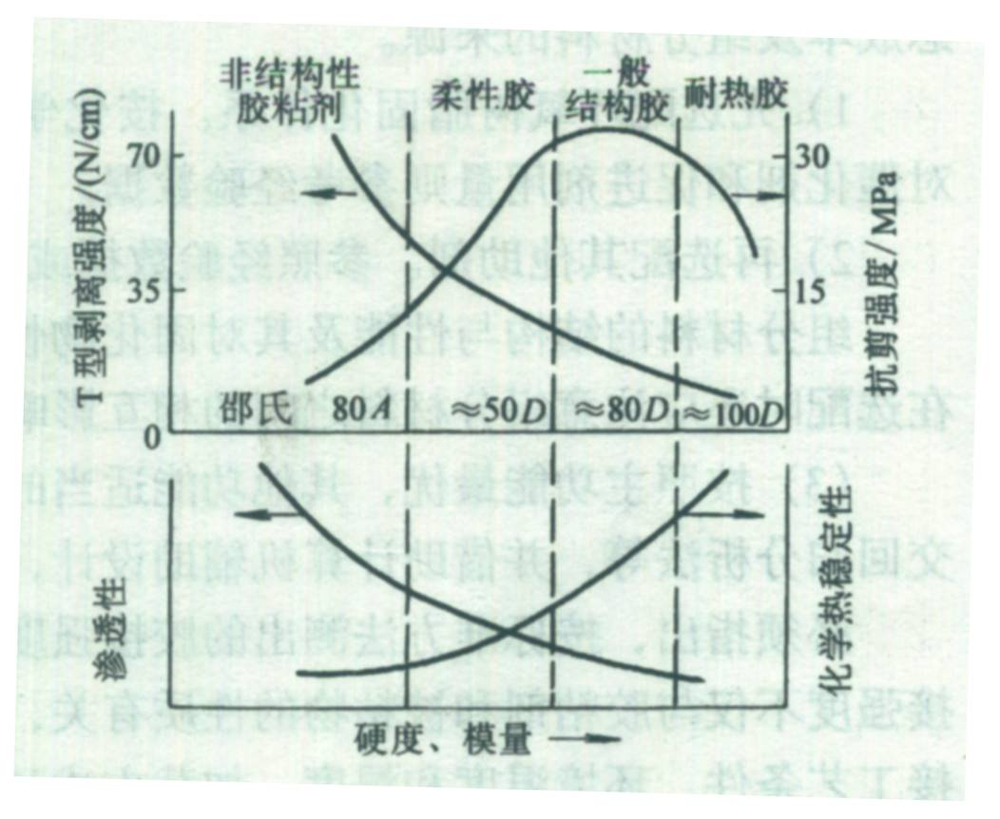 非结构性
胶粘剂
柔性胶
一般
结构胶
耐热胶
70
35
0
T型剥离强度/(N/cm)
30
15
抗剪强度/MPa
邵氏 80A ≈50D ≈80D ≈100D
渗透性
化学热稳定性
硬度、模量